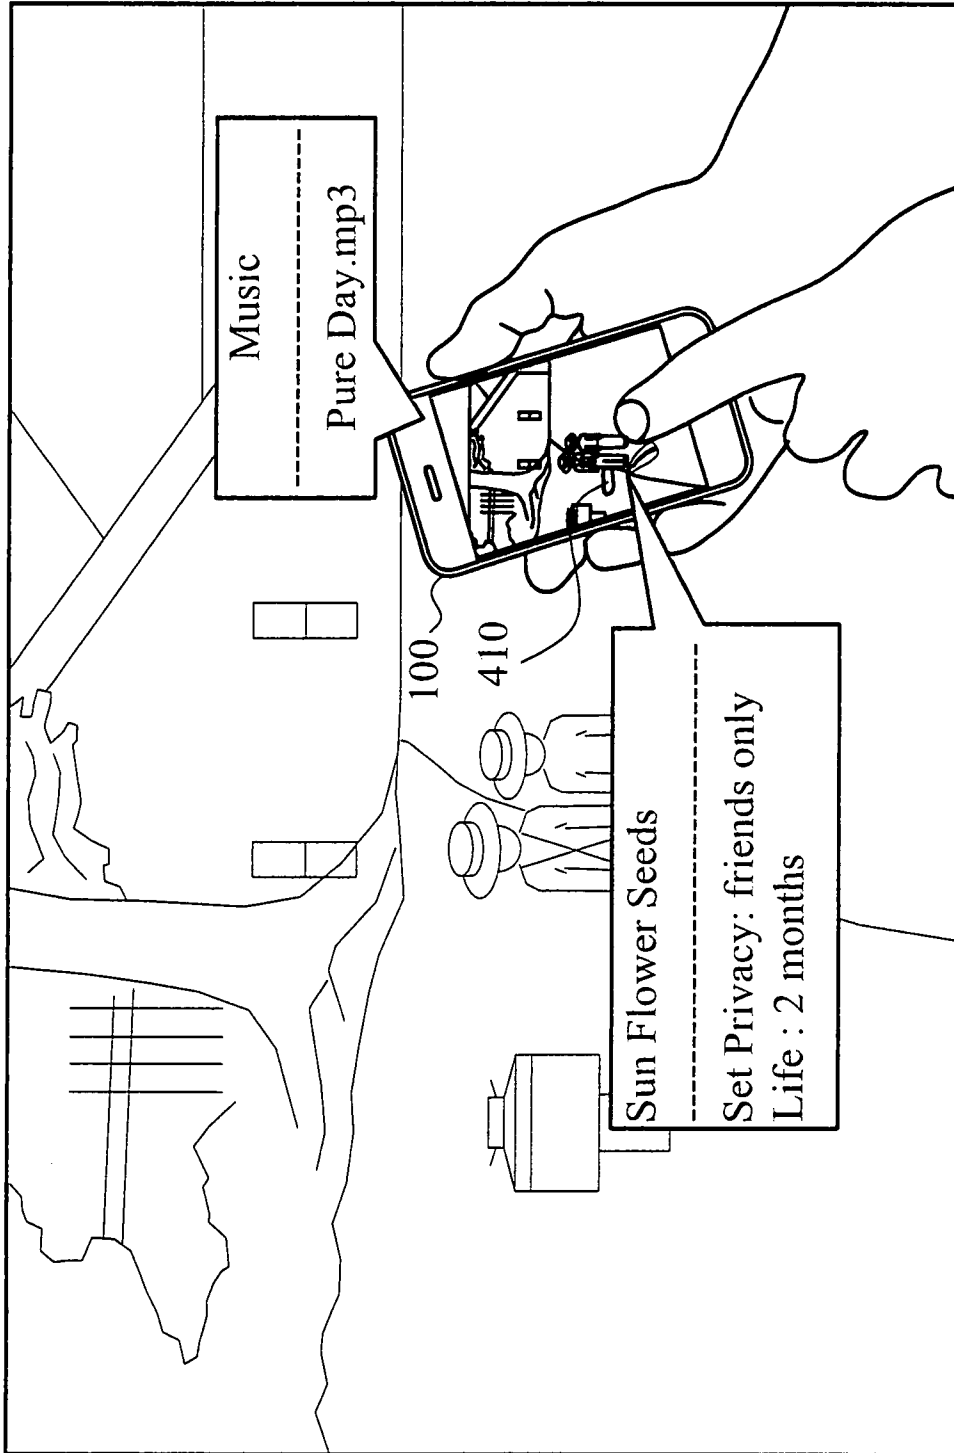 Music
Pure Day.mp3
100
410
Sun Flower Seeds
Set Privacy: friends only
Life : 2 months